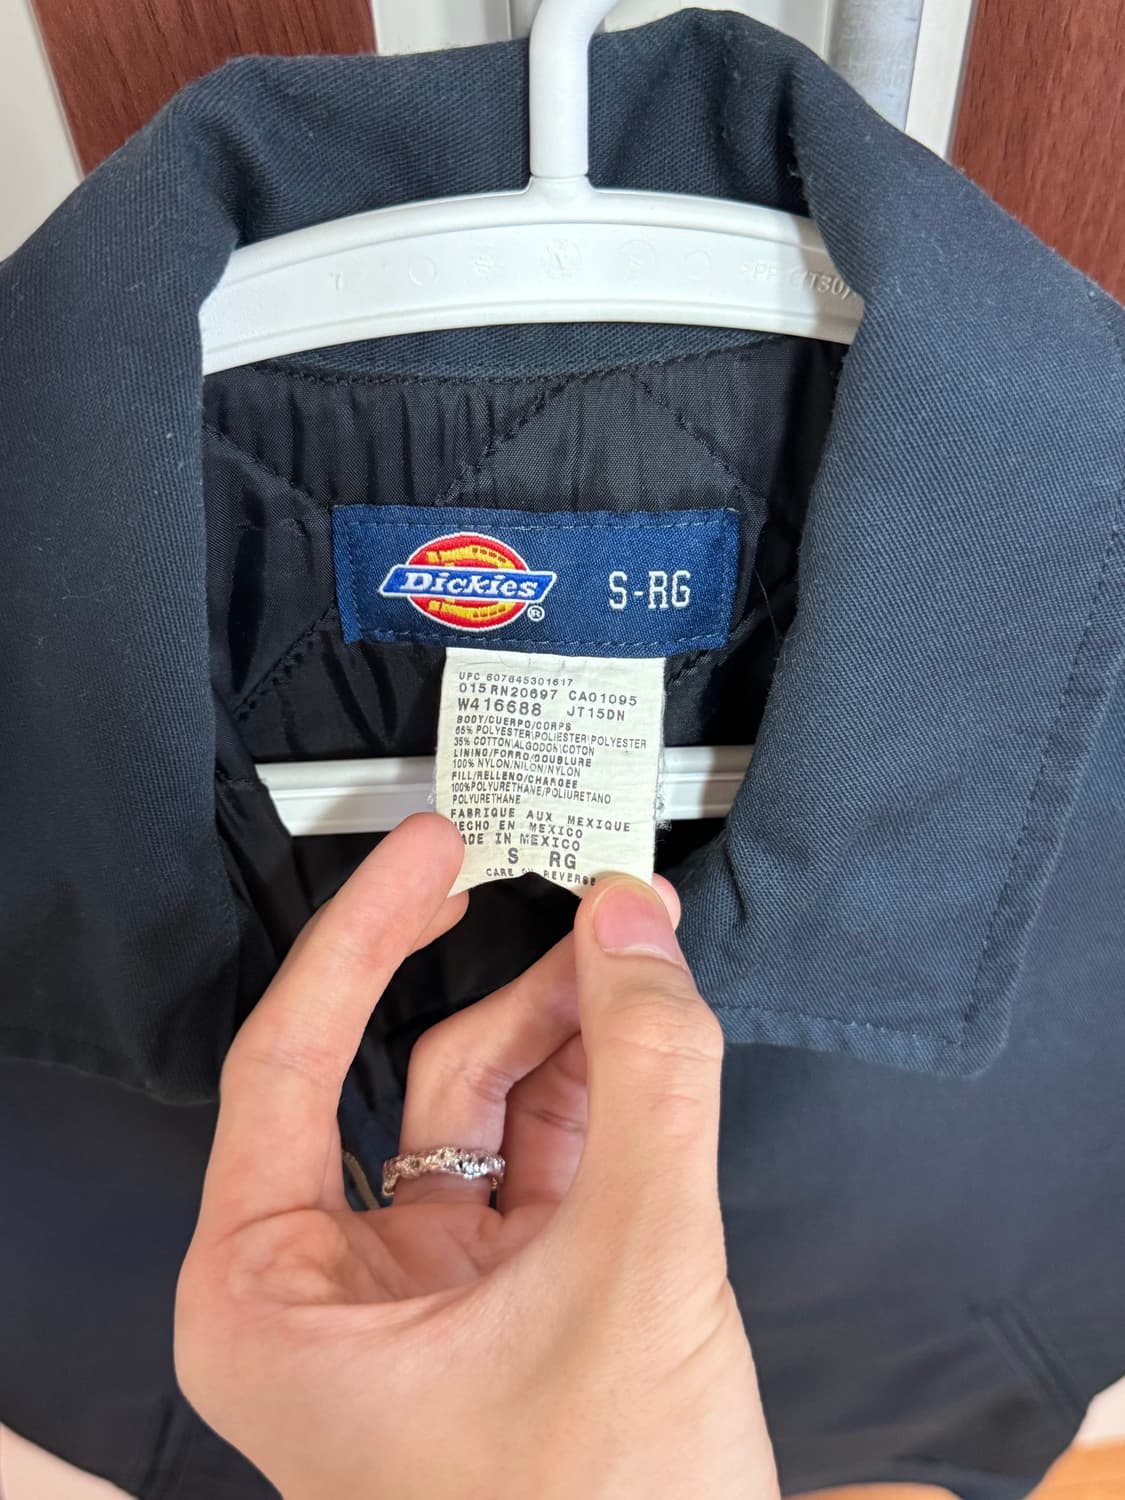 Dickies®
S-RG
UPC 607645301617
015 RN20697 CA01095
W416688 JT15DN
BODY/CUERPO/CORPS
65% POLYESTER\POLIESTER\POLYESTER
35% COTTON\ALGODON\COTON
LINING/FORRO/DOUBLURE
100% NYLON/NILON/NYLON
FILL/RELLENO/CHARGEE
100%POLYURETHANE/POLIURETANO
POLYURETHANE
FABRIQUE AUX MEXIQUE
HECHO EN MEXICO
MADE IN MEXICO
S RG
CARE ON REVERSE